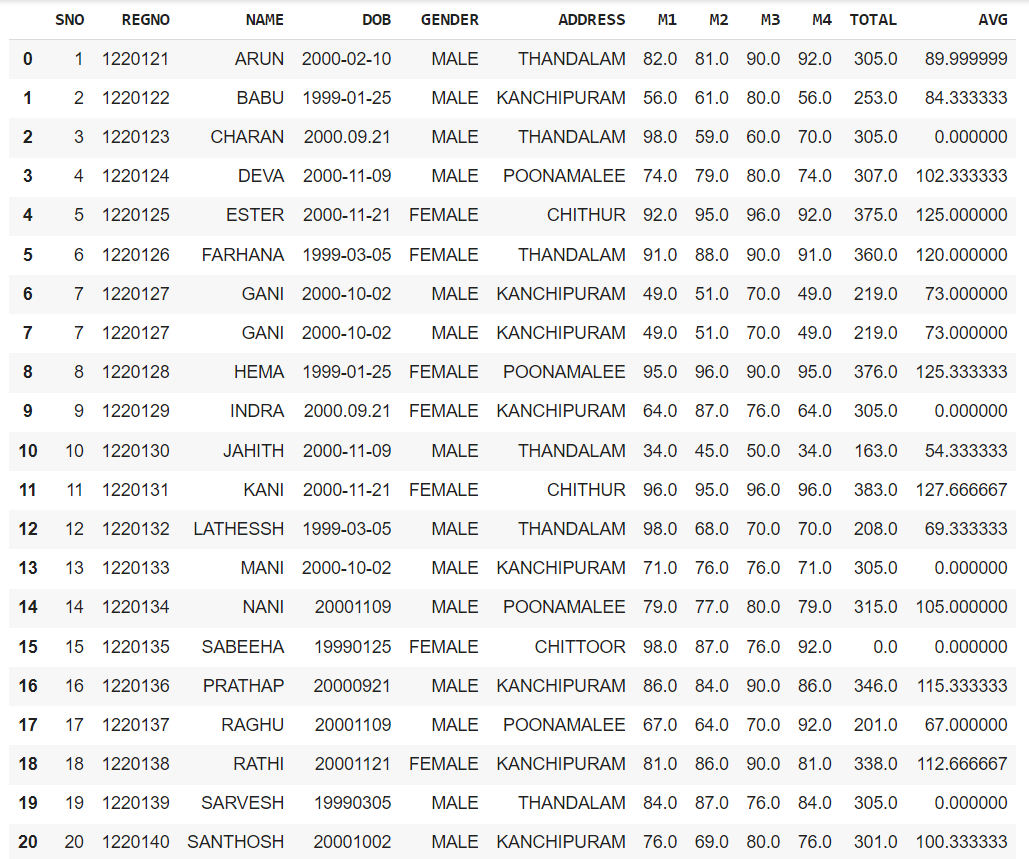 SNO REGNO NAME DOB GENDER ADDRESS M1 M2 M3 M4 TOTAL AVG
0 1 1220121 ARUN 2000-02-10 MALE THANDALAM 82.0 81.0 90.0 92.0 305.0 89.999999
1 2 1220122 BABU 1999-01-25 MALE KANCHIPURAM 56.0 61.0 80.0 56.0 253.0 84.333333
2 3 1220123 CHARAN 2000.09.21 MALE THANDALAM 98.0 59.0 60.0 70.0 305.0 0.000000
3 4 1220124 DEVA 2000-11-09 MALE POONAMALEE 74.0 79.0 80.0 74.0 307.0 102.333333
4 5 1220125 ESTER 2000-11-21 FEMALE CHITHUR 92.0 95.0 96.0 92.0 375.0 125.000000
5 6 1220126 FARHANA 1999-03-05 FEMALE THANDALAM 91.0 88.0 90.0 91.0 360.0 120.000000
6 7 1220127 GANI 2000-10-02 MALE KANCHIPURAM 49.0 51.0 70.0 49.0 219.0 73.000000
7 7 1220127 GANI 2000-10-02 MALE KANCHIPURAM 49.0 51.0 70.0 49.0 219.0 73.000000
8 8 1220128 HEMA 1999-01-25 FEMALE POONAMALEE 95.0 96.0 90.0 95.0 376.0 125.333333
9 9 1220129 INDRA 2000.09.21 FEMALE KANCHIPURAM 64.0 87.0 76.0 64.0 305.0 0.000000
10 10 1220130 JAHITH 2000-11-09 MALE THANDALAM 34.0 45.0 50.0 34.0 163.0 54.333333
11 11 1220131 KANI 2000-11-21 FEMALE CHITHUR 96.0 95.0 96.0 96.0 383.0 127.666667
12 12 1220132 LATHESSH 1999-03-05 MALE THANDALAM 98.0 68.0 70.0 70.0 208.0 69.333333
13 13 1220133 MANI 2000-10-02 MALE KANCHIPURAM 71.0 76.0 76.0 71.0 305.0 0.000000
14 14 1220134 NANI 20001109 MALE POONAMALEE 79.0 77.0 80.0 79.0 315.0 105.000000
15 15 1220135 SABEEHA 19990125 FEMALE CHITTOOR 98.0 87.0 76.0 92.0 0.0 0.000000
16 16 1220136 PRATHAP 20000921 MALE KANCHIPURAM 86.0 84.0 90.0 86.0 346.0 115.333333
17 17 1220137 RAGHU 20001109 MALE POONAMALEE 67.0 64.0 70.0 92.0 201.0 67.000000
18 18 1220138 RATHI 20001121 FEMALE KANCHIPURAM 81.0 86.0 90.0 81.0 338.0 112.666667
19 19 1220139 SARVESH 19990305 MALE THANDALAM 84.0 87.0 76.0 84.0 305.0 0.000000
20 20 1220140 SANTHOSH 20001002 MALE KANCHIPURAM 76.0 69.0 80.0 76.0 301.0 100.333333